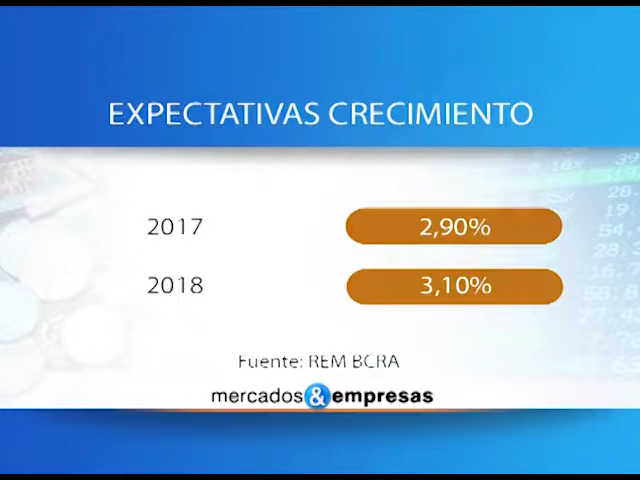 EXPECTATIVAS CRECIMIENTO
2017 2,90%
2018 3,10%
Fuente: REM BCRA
mercados&empresas